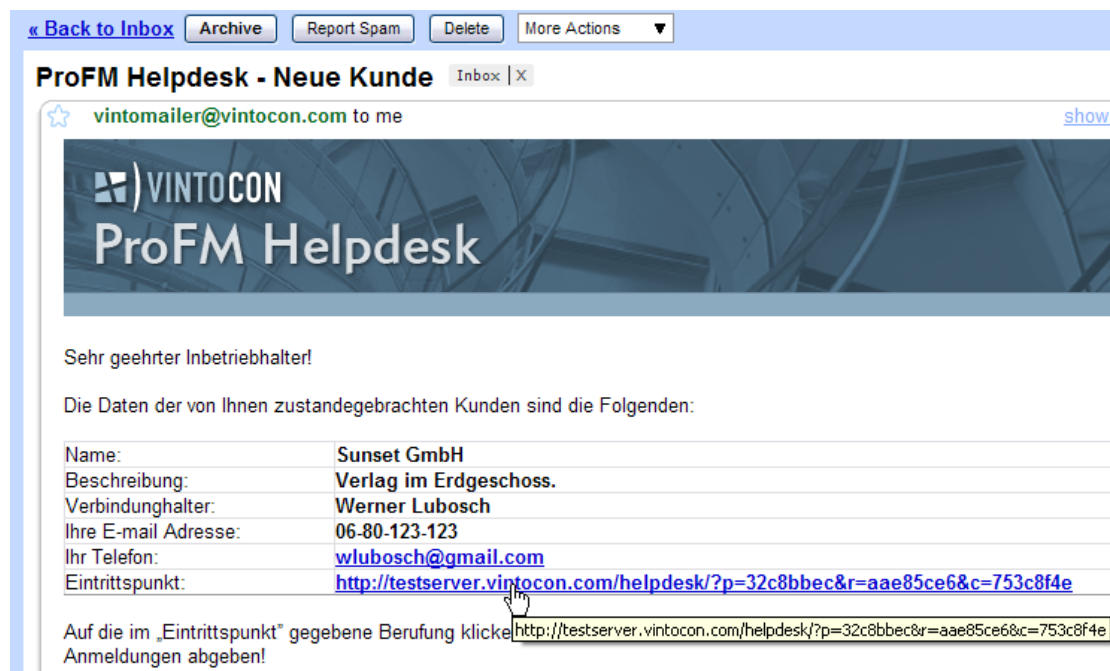 « Back to Inbox Archive Report Spam Delete More Actions
ProFM Helpdesk - Neue Kunde Inbox X
vintomailer@vintocon.com to me show
VINTOCON
ProFM Helpdesk
Sehr geehrter Inbetriebhalter!
Die Daten der von Ihnen zustandegebrachten Kunden sind die Folgenden:
Name: Sunset GmbH
Beschreibung: Verlag im Erdgeschoss.
Verbindunghalter: Werner Lubosch
Ihre E-mail Adresse: 06-80-123-123
Ihr Telefon: wlubosch@gmail.com
Eintrittspunkt: http://testserver.vintocon.com/helpdesk/?p=32c8bbec&r=aae85ce6&c=753c8f4e
Auf die im „Eintrittspunkt” gegebene Berufung klicke http://testserver.vintocon.com/helpdesk/?p=32c8bbec&r=aae85ce6&c=753c8f4e
Anmeldungen abgeben!